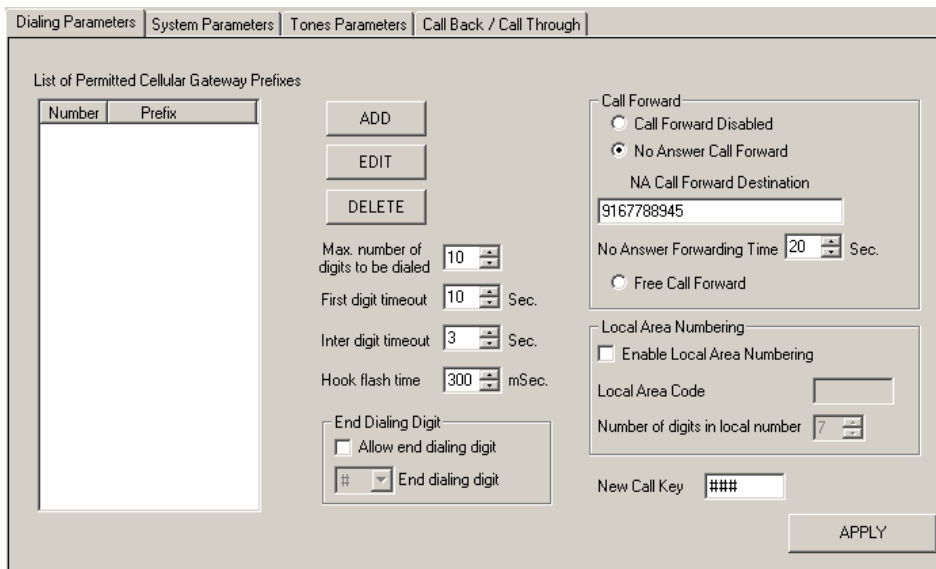 Dialing Parameters System Parameters Tones Parameters Call Back / Call Through
List of Permitted Cellular Gateway Prefixes
Number Prefix
ADD
EDIT
DELETE
Max. number of
digits to be dialed 10
First digit timeout 10 Sec.
Inter digit timeout 3 Sec.
Hook flash time 300 mSec.
End Dialing Digit
Allow end dialing digit
# End dialing digit
Call Forward
Call Forward Disabled
No Answer Call Forward
NA Call Forward Destination
9167788945
No Answer Forwarding Time 20 Sec.
Free Call Forward
Local Area Numbering
Enable Local Area Numbering
Local Area Code
Number of digits in local number 7
New Call Key ###
APPLY